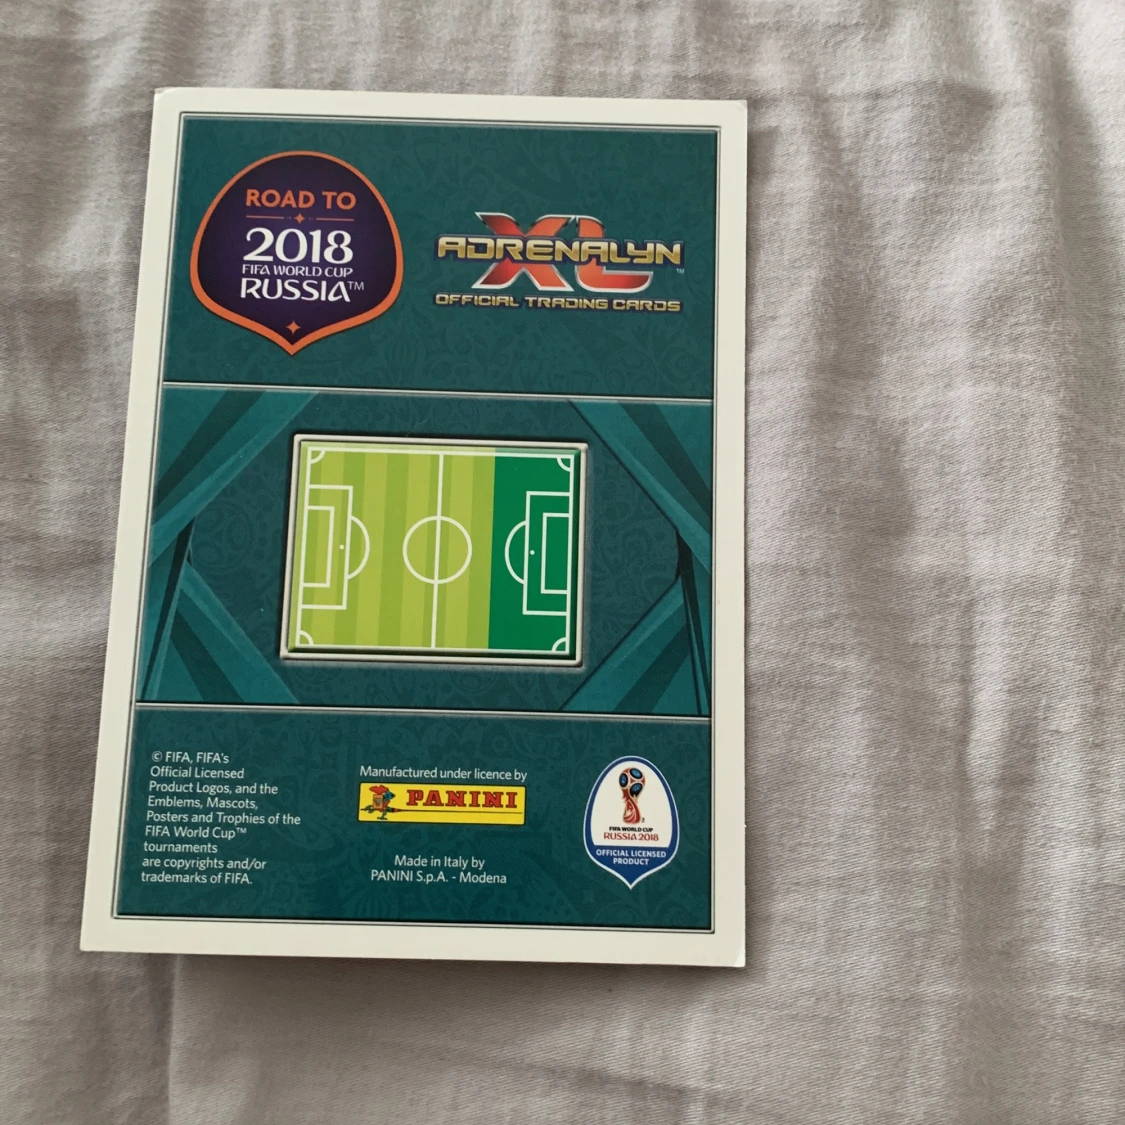 ROAD TO
2018
FIFA WORLD CUP
RUSSIA™
XL
ADRENALYN™
OFFICIAL TRADING CARDS
© FIFA, FIFA's
Official Licensed
Product Logos, and the
Emblems, Mascots,
Posters and Trophies of the
FIFA World Cup™
tournaments
are copyrights and/or
trademarks of FIFA.
Manufactured under licence by
PANINI
Made in Italy by
PANINI S.p.A. - Modena
FIFA WORLD CUP
RUSSIA 2018
OFFICIAL LICENSED
PRODUCT